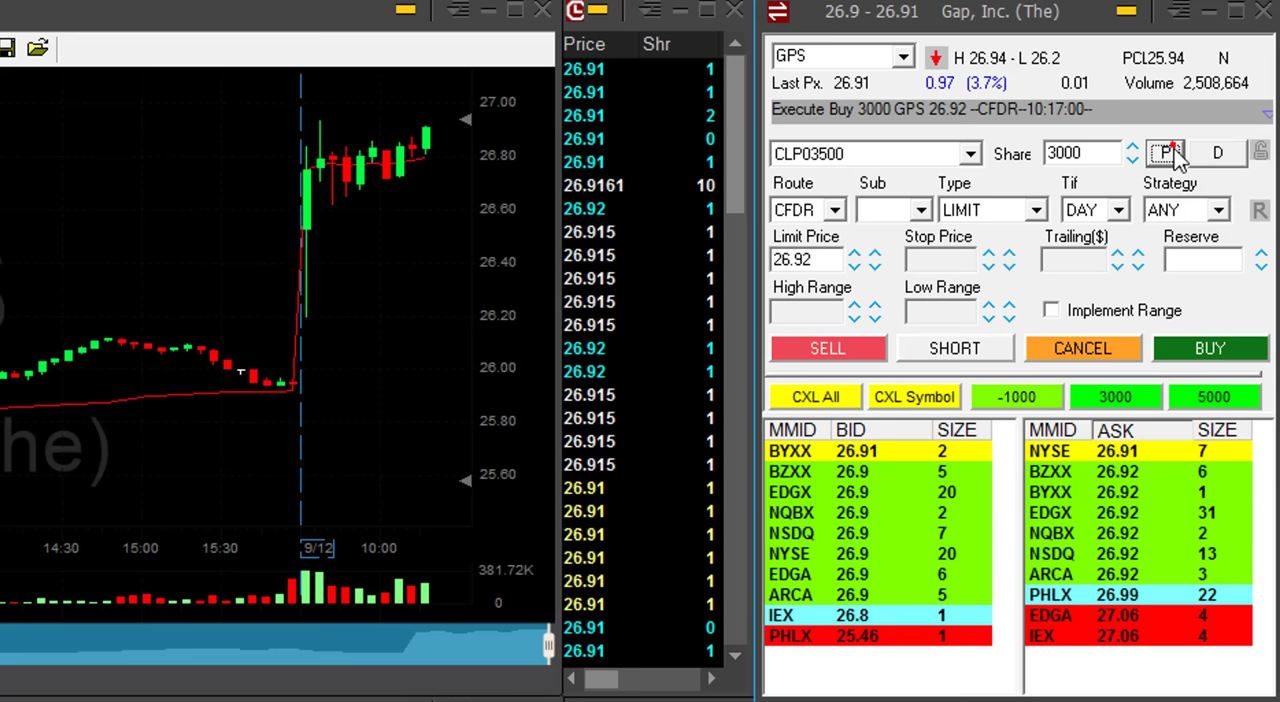 27.00
26.80
26.60
26.40
26.20
26.00
25.80
25.60
T
he)
14:30 15:00 15:30 9/12 10:00
381.72K
0
Price Shr
26.91 1
26.91 1
26.91 2
26.91 0
26.91 1
26.9161 10
26.92 1
26.915 1
26.915 1
26.915 1
26.915 1
26.915 1
26.92 1
26.92 1
26.915 1
26.915 1
26.915 1
26.915 1
26.91 1
26.91 1
26.91 1
26.91 1
26.91 1
26.91 1
26.91 0
26.91 1
26.9 - 26.91 Gap, Inc. (The)
GPS H 26.94 - L 26.2 PCL25.94 N
Last Px. 26.91 0.97 (3.7%) 0.01 Volume 2,508,664
Execute Buy 3000 GPS 26.92 --CFDR--10:17:00--
CLP03500 Share 3000 P D
Route Sub Type Tif Strategy
CFDR LIMIT DAY ANY R
Limit Price Stop Price Trailing($) Reserve
26.92
High Range Low Range
Implement Range
SELL SHORT CANCEL BUY
CXL All CXL Symbol -1000 3000 5000
MMID BID SIZE MMID ASK SIZE
BYXX 26.91 2 NYSE 26.91 7
BZXX 26.9 5 BZXX 26.92 6
EDGX 26.9 20 BYXX 26.92 1
NQBX 26.9 2 EDGX 26.92 31
NSDQ 26.9 7 NQBX 26.92 2
NYSE 26.9 20 NSDQ 26.92 13
EDGA 26.9 6 ARCA 26.92 3
ARCA 26.9 5 PHLX 26.99 22
IEX 26.8 1 EDGA 27.06 4
PHLX 25.46 1 IEX 27.06 4